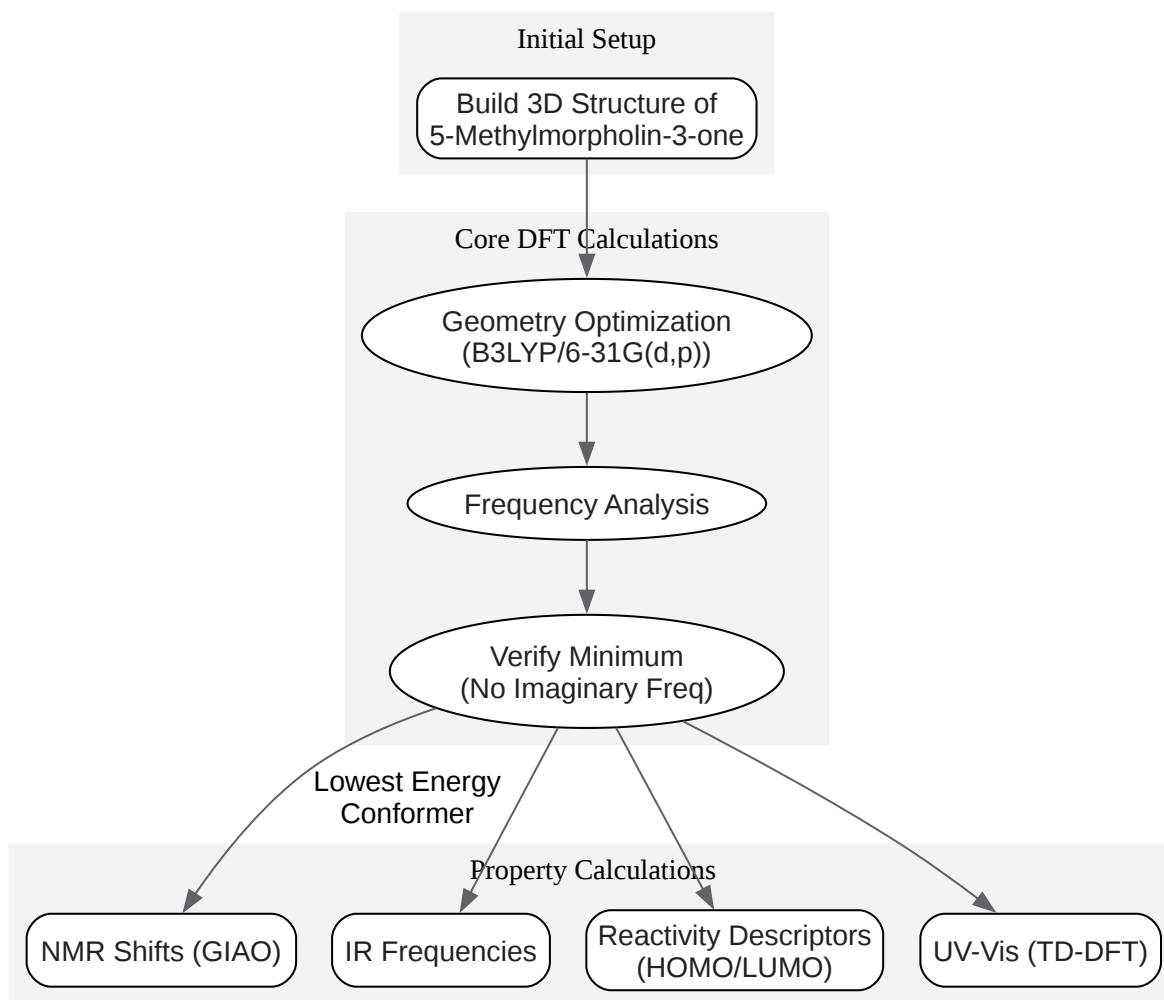 Initial Setup
Build 3D Structure of
5-Methylmorpholin-3-one
Core DFT Calculations
Geometry Optimization
(B3LYP/6-31G(d,p))
Frequency Analysis
Verify Minimum
(No Imaginary Freq)
Lowest Energy
Conformer
Property Calculations
NMR Shifts (GIAO)
IR Frequencies
Reactivity Descriptors
(HOMO/LUMO)
UV-Vis (TD-DFT)